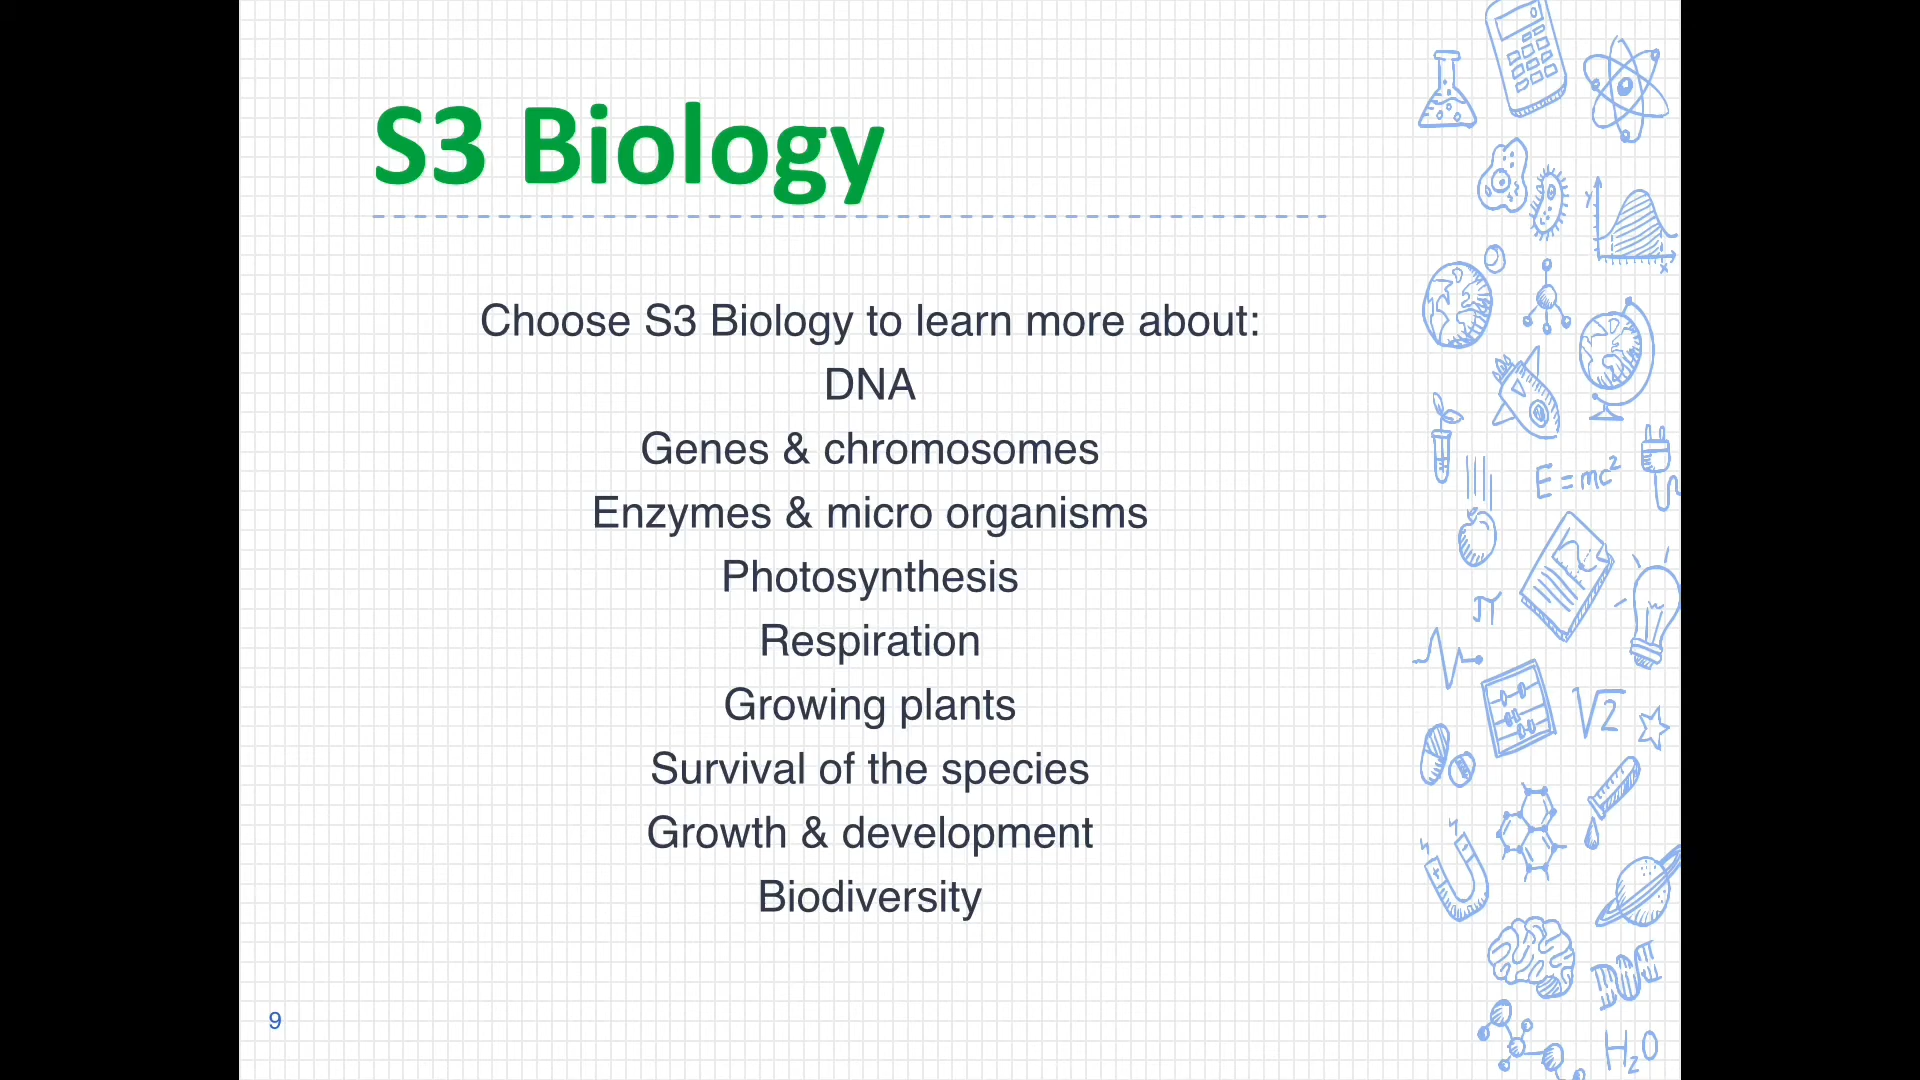 S3 Biology
Choose S3 Biology to learn more about:
DNA
Genes & chromosomes
Enzymes & micro organisms
Photosynthesis
Respiration
Growing plants
Survival of the species
Growth & development
Biodiversity
9
Y
X
E=mc²
π
√2
H₂O